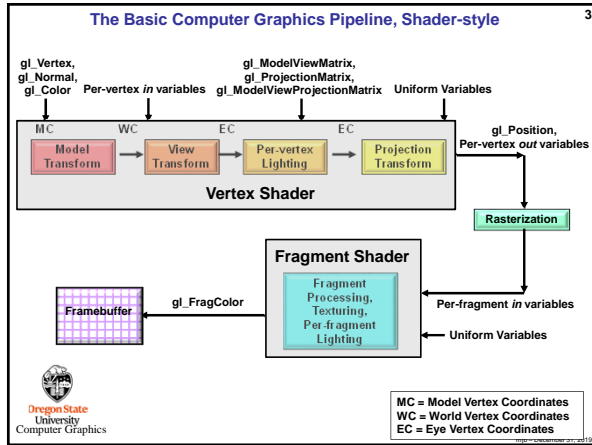 The Basic Computer Graphics Pipeline, Shader-style
3
gl_Vertex,
gl_Normal,
gl_Color
Per-vertex in variables
gl_ModelViewMatrix,
gl_ProjectionMatrix,
gl_ModelViewProjectionMatrix
Uniform Variables
MC
WC
EC
EC
Model
Transform
View
Transform
Per-vertex
Lighting
Projection
Transform
Vertex Shader
gl_Position,
Per-vertex out variables
Rasterization
Fragment Shader
Fragment
Processing,
Texturing,
Per-fragment
Lighting
Per-fragment in variables
Uniform Variables
gl_FragColor
Framebuffer
Oregon State
University
Computer Graphics
MC = Model Vertex Coordinates
WC = World Vertex Coordinates
EC = Eye Vertex Coordinates
mjb – December 31, 2019